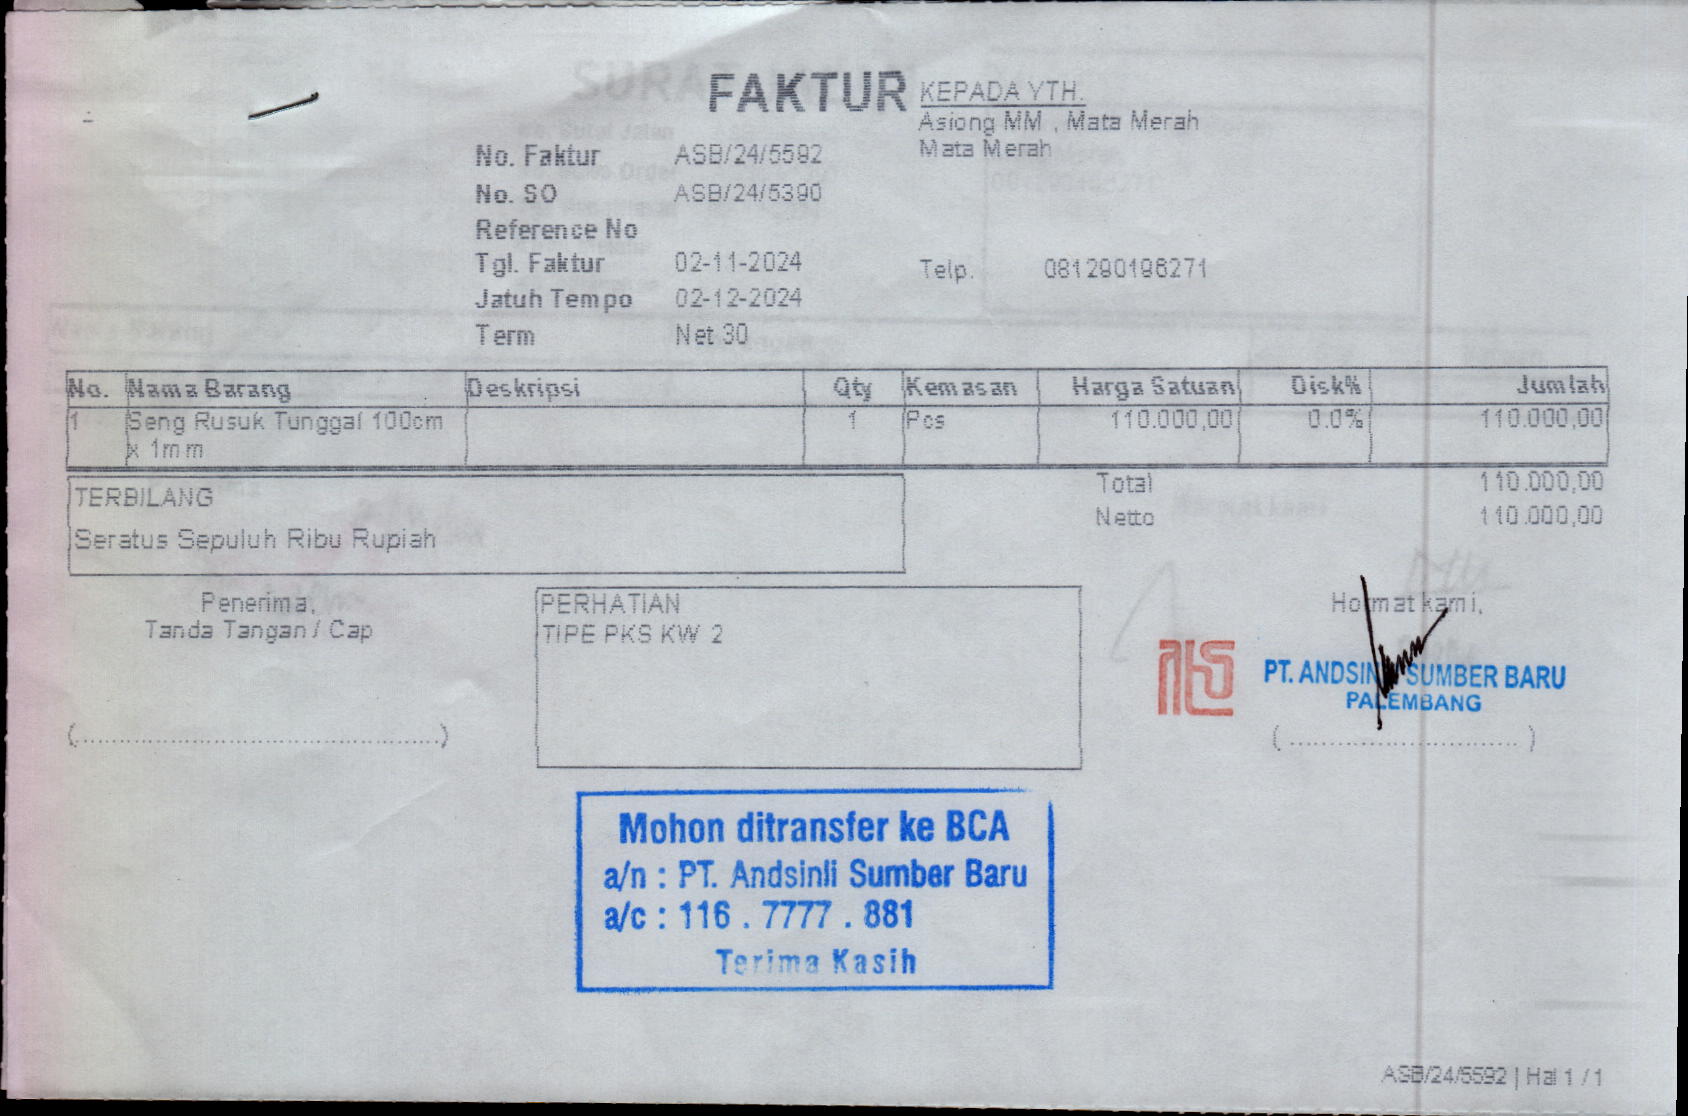 FAKTUR
KEPADA YTH.
Asiong MM , Mata Merah
Mata Merah
No. Faktur ASB/24/5592
No. SO ASB/24/5390
Reference No
Tgl. Faktur 02-11-2024
Telp. 081290196271
Jatuh Tempo 02-12-2024
Term Net 30
No. Nama Barang Deskripsi Qty Kemasan Harga Satuan Disk% Jumlah
1 Seng Rusuk Tunggal 100cm 1 Pcs 110.000,00 0.0% 110.000,00
x 1mm
Total 110.000,00
Netto 110.000,00
TERBILANG
Seratus Sepuluh Ribu Rupiah
Penerima,
Tanda Tangan / Cap
(................................................)
PERHATIAN
TIPE PKS KW 2
Hormat kami,
PT. ANDSINLI SUMBER BARU
PALEMBANG
( .............................. )
Mohon ditransfer ke BCA
a/n : PT. Andsinli Sumber Baru
a/c : 116 . 7777 . 881
Terima Kasih
ASB/24/5592 | Hal 1 / 1